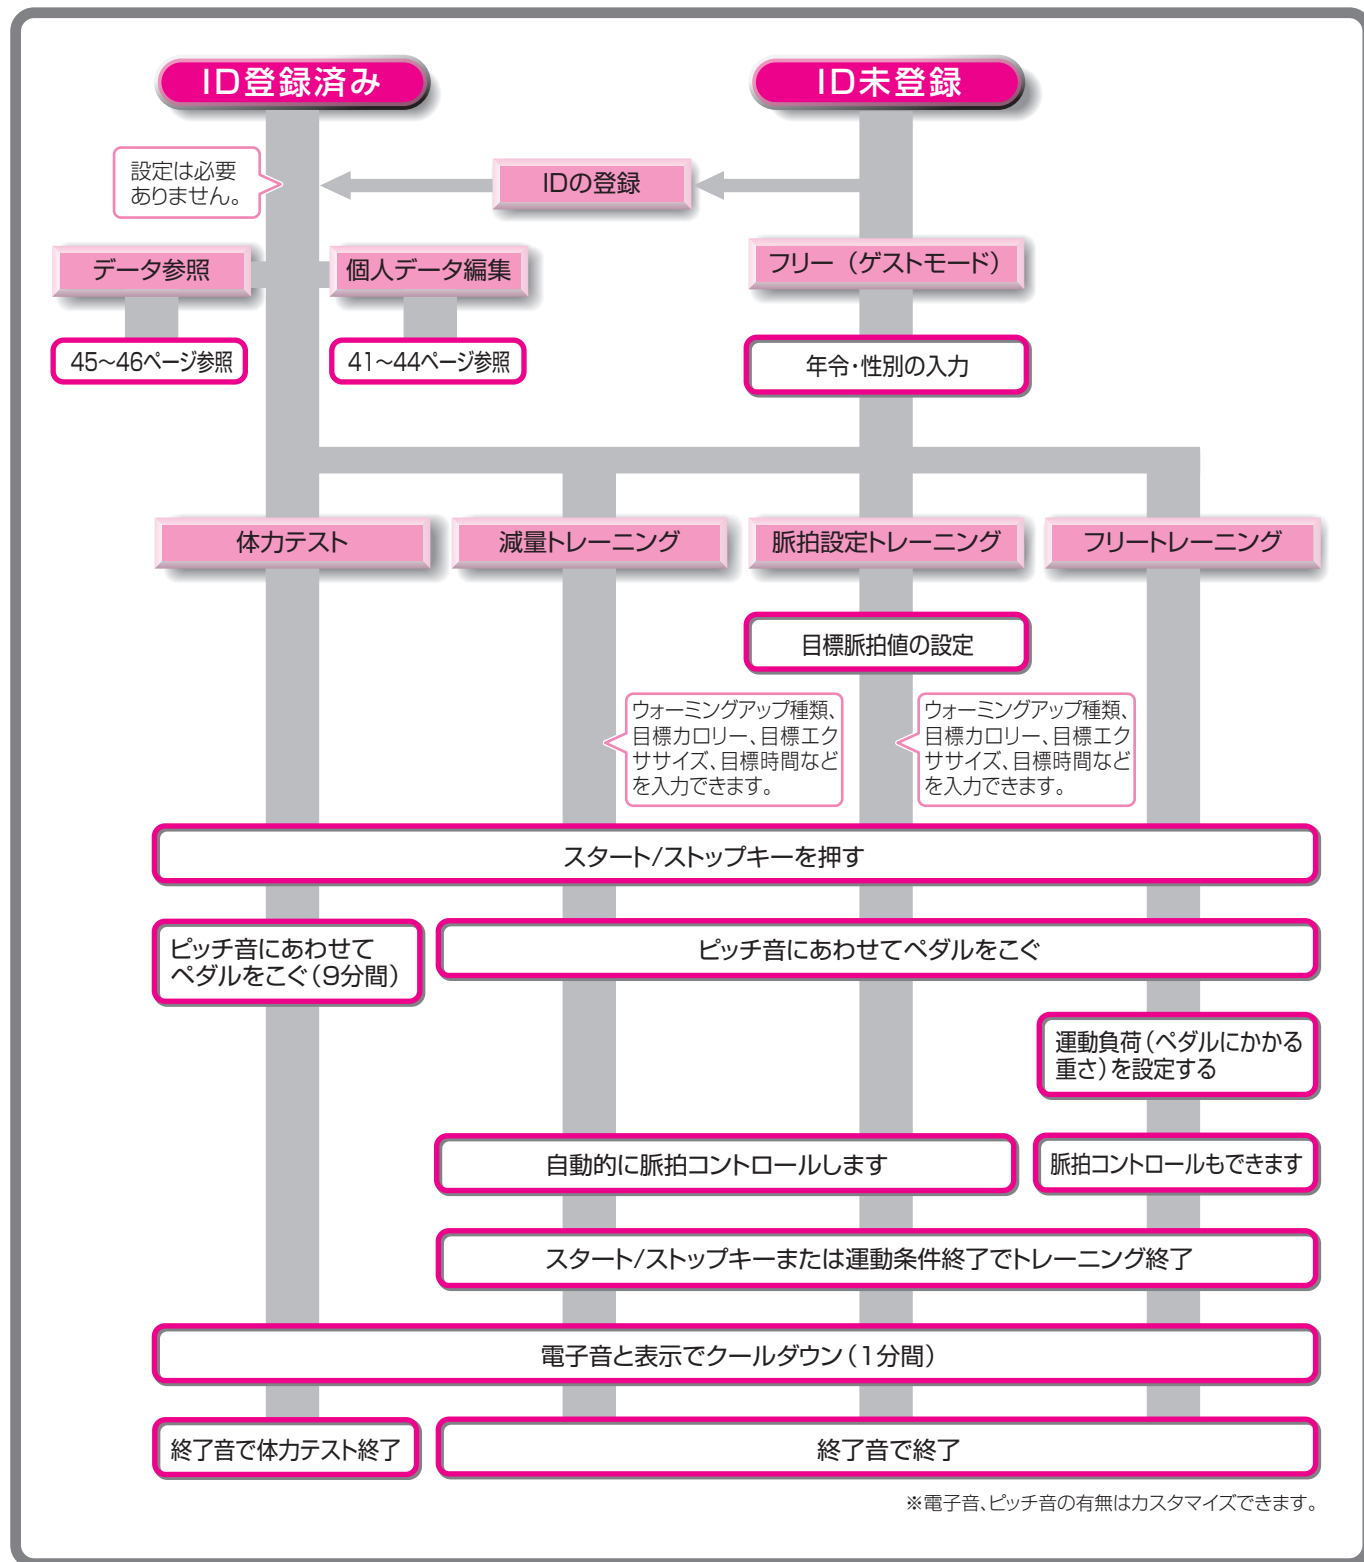 ID登録済み
ID未登録
設定は必要
ありません。
IDの登録
データ参照
個人データ編集
フリー（ゲストモード）
45～46ページ参照
41～44ページ参照
年令・性別の入力
体力テスト
減量トレーニング
脈拍設定トレーニング
フリートレーニング
目標脈拍値の設定
ウォーミングアップ種類、
目標カロリー、目標エク
ササイズ、目標時間など
を入力できます。
ウォーミングアップ種類、
目標カロリー、目標エク
ササイズ、目標時間など
を入力できます。
スタート/ストップキーを押す
ピッチ音にあわせて
ペダルをこぐ（9分間）
ピッチ音にあわせてペダルをこぐ
運動負荷（ペダルにかかる
重さ）を設定する
自動的に脈拍コントロールします
脈拍コントロールもできます
スタート/ストップキーまたは運動条件終了でトレーニング終了
電子音と表示でクールダウン（1分間）
終了音で体力テスト終了
終了音で終了
※電子音、ピッチ音の有無はカスタマイズできます。